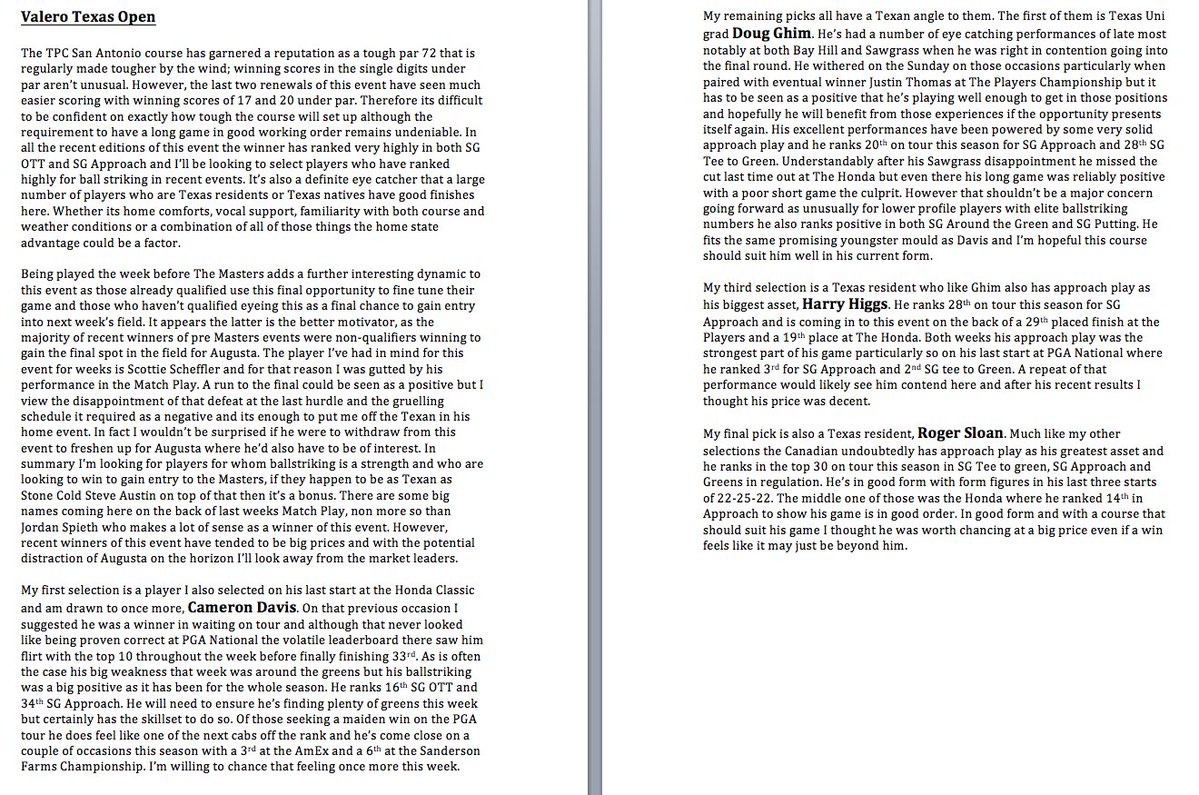 Valero Texas Open
The TPC San Antonio course has garnered a reputation as a tough par 72 that is
regularly made tougher by the wind; winning scores in the single digits under
par aren't unusual. However, the last two renewals of this event have seen much
easier scoring with winning scores of 17 and 20 under par. Therefore its difficult
to be confident on exactly how tough the course will set up although the
requirement to have a long game in good working order remains undeniable. In
all the recent editions of this event the winner has ranked very highly in both SG
OTT and SG Approach and I'll be looking to select players who have ranked
highly for ball striking in recent events. It's also a definite eye catcher that a large
number of players who are Texas residents or Texas natives have good finishes
here. Whether its home comforts, vocal support, familiarity with both course and
weather conditions or a combination of all of those things the home state
advantage could be a factor.
Being played the week before The Masters adds a further interesting dynamic to
this event as those already qualified use this final opportunity to fine tune their
game and those who haven't qualified eyeing this as a final chance to gain entry
into next week's field. It appears the latter is the better motivator, as the
majority of recent winners of pre Masters events were non-qualifiers winning to
gain the final spot in the field for Augusta. The player I've had in mind for this
event for weeks is Scottie Scheffler and for that reason I was gutted by his
performance in the Match Play. A run to the final could be seen as a positive but I
view the disappointment of that defeat at the last hurdle and the gruelling
schedule it required as a negative and its enough to put me off the Texan in his
home event. In fact I wouldn't be surprised if he were to withdraw from this
event to freshen up for Augusta where he'd also have to be of interest. In
summary I'm looking for players for whom ballstriking is a strength and who are
looking to win to gain entry to the Masters, if they happen to be as Texan as
Stone Cold Steve Austin on top of that then it's a bonus. There are some big
names coming here on the back of last weeks Match Play, non more so than
Jordan Spieth who makes a lot of sense as a winner of this event. However,
recent winners of this event have tended to be big prices and with the potential
distraction of Augusta on the horizon I'll look away from the market leaders.
My first selection is a player I also selected on his last start at the Honda Classic
and am drawn to once more, Cameron Davis. On that previous occasion I
suggested he was a winner in waiting on tour and although that never looked
like being proven correct at PGA National the volatile leaderboard there saw him
flirt with the top 10 throughout the week before finally finishing 33rd. As is often
the case his big weakness that week was around the greens but his ballstriking
was a big positive as it has been for the whole season. He ranks 16th SG OTT and
34th SG Approach. He will need to ensure he's finding plenty of greens this week
but certainly has the skillset to do so. Of those seeking a maiden win on the PGA
tour he does feel like one of the next cabs off the rank and he's come close on a
couple of occasions this season with a 3rd at the AmEx and a 6th at the Sanderson
Farms Championship. I'm willing to chance that feeling once more this week.
My remaining picks all have a Texan angle to them. The first of them is Texas Uni
grad Doug Ghim. He's had a number of eye catching performances of late most
notably at both Bay Hill and Sawgrass when he was right in contention going into
the final round. He withered on the Sunday on those occasions particularly when
paired with eventual winner Justin Thomas at The Players Championship but it
has to be seen as a positive that he's playing well enough to get in those positions
and hopefully he will benefit from those experiences if the opportunity presents
itself again. His excellent performances have been powered by some very solid
approach play and he ranks 20th on tour this season for SG Approach and 28th SG
Tee to Green. Understandably after his Sawgrass disappointment he missed the
cut last time out at The Honda but even there his long game was reliably positive
with a poor short game the culprit. However that shouldn't be a major concern
going forward as unusually for lower profile players with elite ballstriking
numbers he also ranks positive in both SG Around the Green and SG Putting. He
fits the same promising youngster mould as Davis and I'm hopeful this course
should suit him well in his current form.
My third selection is a Texas resident who like Ghim also has approach play as
his biggest asset, Harry Higgs. He ranks 28th on tour this season for SG
Approach and is coming in to this event on the back of a 29th placed finish at the
Players and a 19th place at The Honda. Both weeks his approach play was the
strongest part of his game particularly so on his last start at PGA National where
he ranked 3rd for SG Approach and 2nd SG tee to Green. A repeat of that
performance would likely see him contend here and after his recent results I
thought his price was decent.
My final pick is also a Texas resident, Roger Sloan. Much like my other
selections the Canadian undoubtedly has approach play as his greatest asset and
he ranks in the top 30 on tour this season in SG Tee to green, SG Approach and
Greens in regulation. He's in good form with form figures in his last three starts
of 22-25-22. The middle one of those was the Honda where he ranked 14th in
Approach to show his game is in good order. In good form and with a course that
should suit his game I thought he was worth chancing at a big price even if a win
feels like it may just be beyond him.